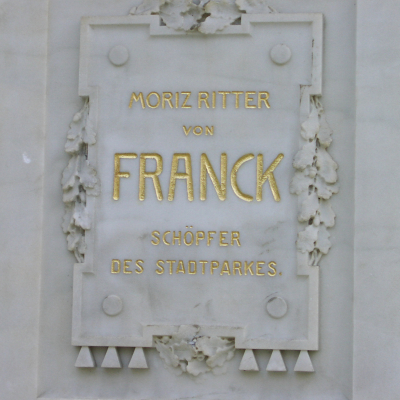 MORIZ RITTER
VON
FRANCK
SCHÖPFER
DES STADTPARKES.